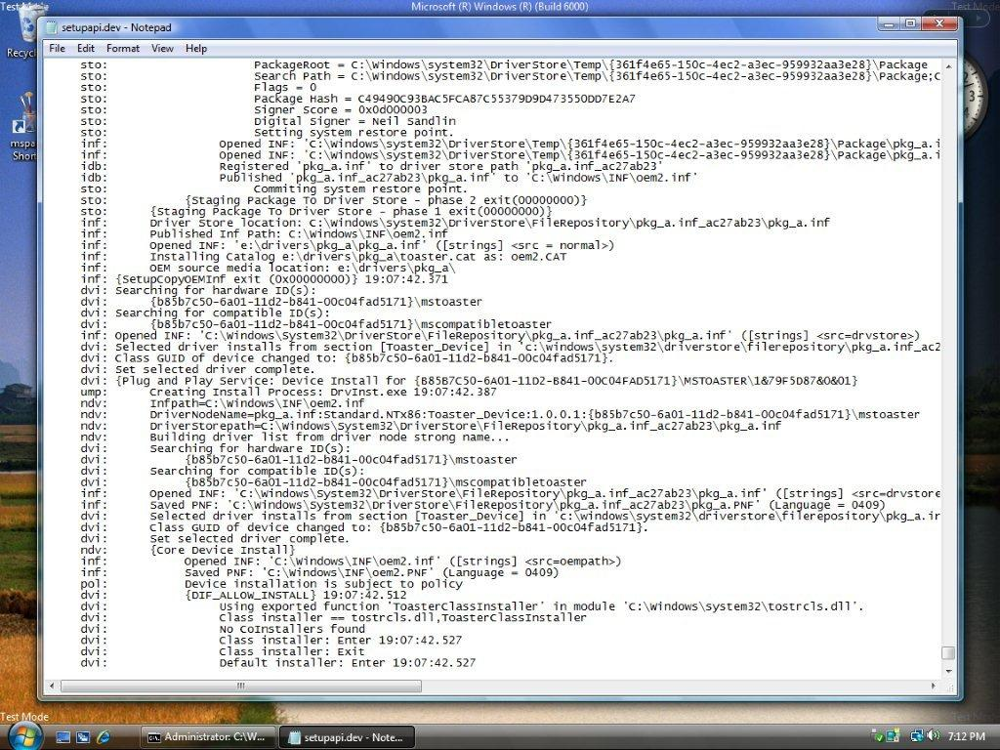 Test Mode
Microsoft (R) Windows (R) (Build 6000)
Test Mode
setupapi.dev - Notepad
Recycl
File Edit Format View Help
sto: PackageRoot = C:\Windows\system32\DriverStore\Temp\{361f4e65-150c-4ec2-a3ec-959932aa3e28}\Package
sto: Search Path = C:\Windows\system32\DriverStore\Temp\{361f4e65-150c-4ec2-a3ec-959932aa3e28}\Package;C
sto: Flags = 0
sto: Package Hash = C49490C93BAC5FCA87C55379D9D473550DD7E2A7
sto: Signer Score = 0x0d000003
sto: Digital Signer = Neil Sandlin
sto: Setting system restore point.
inf: Opened INF: 'C:\Windows\system32\DriverStore\Temp\{361f4e65-150c-4ec2-a3ec-959932aa3e28}\Package\pkg_a.i
inf: Opened INF: 'C:\Windows\system32\DriverStore\Temp\{361f4e65-150c-4ec2-a3ec-959932aa3e28}\Package\pkg_a.i
idb: Registered 'pkg_a.inf' to driver store path 'pkg_a.inf_ac27ab23'
idb: Published 'pkg_a.inf_ac27ab23\pkg_a.inf' to 'C:\Windows\INF\oem2.inf'
sto: Commiting system restore point.
sto: {Staging Package To Driver Store - phase 2 exit(00000000)}
sto: {Staging Package To Driver Store - phase 1 exit(00000000)}
inf: Driver Store location: C:\Windows\system32\DriverStore\FileRepository\pkg_a.inf_ac27ab23\pkg_a.inf
inf: Published Inf Path: C:\Windows\INF\oem2.inf
inf: Opened INF: 'e:\drivers\pkg_a\pkg_a.inf' ([strings] <src = normal>)
inf: Installing Catalog e:\drivers\pkg_a\toaster.cat as: oem2.CAT
inf: OEM source media location: e:\drivers\pkg_a\
inf: {SetupCopyOEMInf exit (0x00000000)} 19:07:42.371
dvi: Searching for hardware ID(s):
dvi: {b85b7c50-6a01-11d2-b841-00c04fad5171}\mstoaster
dvi: Searching for compatible ID(s):
dvi: {b85b7c50-6a01-11d2-b841-00c04fad5171}\mscompatibletoaster
inf: Opened INF: 'C:\Windows\System32\DriverStore\FileRepository\pkg_a.inf_ac27ab23\pkg_a.inf' ([strings] <src=drvstore>)
dvi: Selected driver installs from section [Toaster_Device] in 'c:\windows\system32\driverstore\filerepository\pkg_a.inf_ac2
dvi: Class GUID of device changed to: {b85b7c50-6a01-11d2-b841-00c04fad5171}.
dvi: Set selected driver complete.
dvi: {Plug and Play Service: Device Install for {B85B7C50-6A01-11D2-B841-00C04FAD5171}\MSTOASTER\1&79F5D87&0&01}
ump: Creating Install Process: DrvInst.exe 19:07:42.387
ndv: Infpath=C:\Windows\INF\oem2.inf
ndv: DriverNodeName=pkg_a.inf:Standard.NTx86:Toaster_Device:1.0.0.1:{b85b7c50-6a01-11d2-b841-00c04fad5171}\mstoaster
ndv: DriverStorepath=C:\Windows\System32\DriverStore\FileRepository\pkg_a.inf_ac27ab23\pkg_a.inf
ndv: Building driver list from driver node strong name...
dvi: Searching for hardware ID(s):
dvi: {b85b7c50-6a01-11d2-b841-00c04fad5171}\mstoaster
dvi: Searching for compatible ID(s):
dvi: {b85b7c50-6a01-11d2-b841-00c04fad5171}\mscompatibletoaster
inf: Opened INF: 'C:\Windows\System32\DriverStore\FileRepository\pkg_a.inf_ac27ab23\pkg_a.inf' ([strings] <src=drvstore
inf: Saved PNF: 'C:\Windows\System32\DriverStore\FileRepository\pkg_a.inf_ac27ab23\pkg_a.PNF' (Language = 0409)
dvi: Selected driver installs from section [Toaster_Device] in 'c:\windows\system32\driverstore\filerepository\pkg_a.ir
dvi: Class GUID of device changed to: {b85b7c50-6a01-11d2-b841-00c04fad5171}.
dvi: Set selected driver complete.
ndv: {Core Device Install}
inf: Opened INF: 'C:\Windows\INF\oem2.inf' ([strings] <src=oempath>)
inf: Saved PNF: 'C:\Windows\INF\oem2.PNF' (Language = 0409)
pol: Device installation is subject to policy
dvi: {DIF_ALLOW_INSTALL} 19:07:42.512
dvi: Using exported function 'ToasterClassInstaller' in module 'C:\Windows\system32\tostrcls.dll'.
dvi: Class installer == tostrcls.dll,ToasterClassInstaller
dvi: No CoInstallers found
dvi: Class installer: Enter 19:07:42.527
dvi: Class installer: Exit
dvi: Default installer: Enter 19:07:42.527
mspa
Short
Test Mode
Administrator: C:\W...
setupapi.dev - Note...
7:12 PM